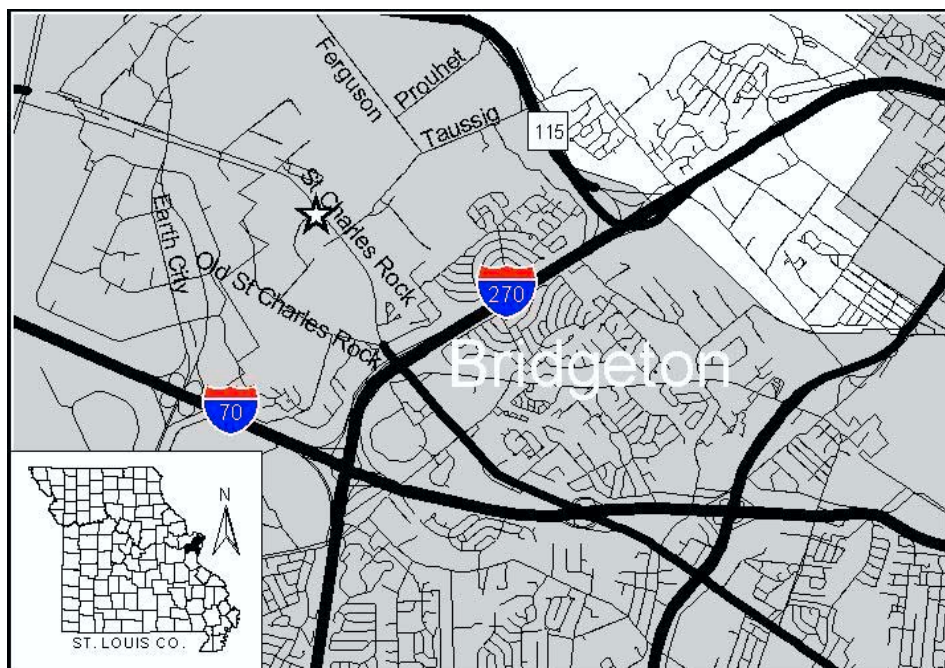 Ferguson
Prouhet
Taussig
115
St Charles Rock
Earth City
Old St Charles Rock
270
Bridgeton
70
N
ST. LOUIS CO.